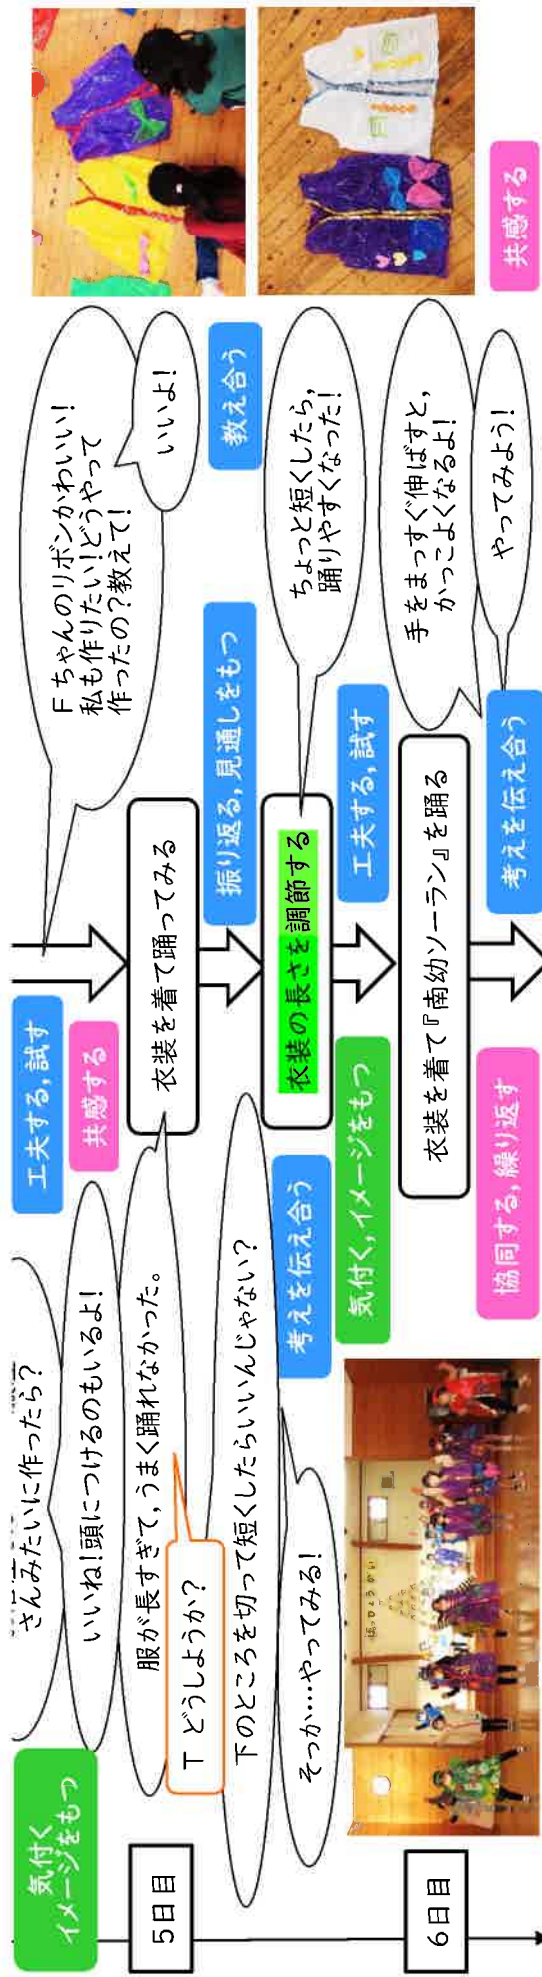 気付く
イメージをもつ
さんみたいに作ったら？
いいね！頭につけるのもいるよ！
工夫する，試す
共感する
Fちゃんのリボンかわいい！
私も作りたい！どうやって
作ったの？教えて！
いいよ！
5日目
服が長すぎて，うまく踊れなかった。
T どうしようか？
下のところを切って短くしたらいいんじゃない？
そっか…やってみる！
衣装を着て踊ってみる
教え合う
振り返る，見通しをもつ
考えを伝え合う
衣装の長さを調節する
ちょっと短くしたら，
踊りやすくなった！
気付く，イメージをもつ
工夫する，試す
6日目
衣装を着て『南幼ソーラン』を踊る
手をまっすぐ伸ばすと，
かっこよくなるよ！
やってみよう！
協同する，繰り返す
考えを伝え合う
共感する